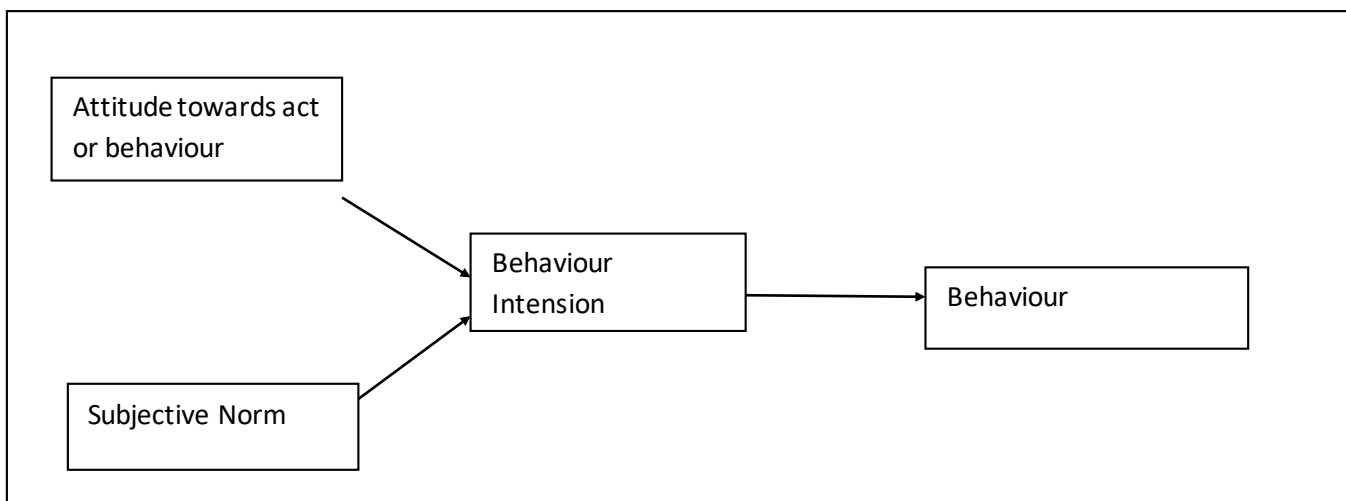 Attitude towards act
or behaviour
Behaviour
Intension
Behaviour
Subjective Norm